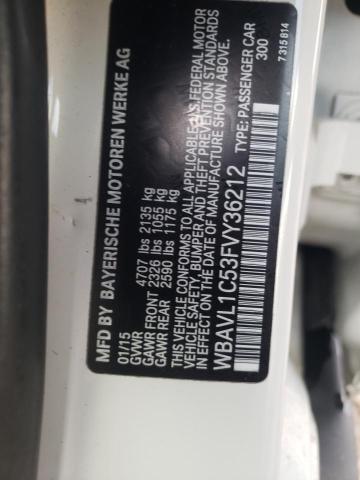 MFD BY BAYERISCHE MOTOREN WERKE AG
01/15
GVWR 4707 lbs 2135 kg
GAWR FRONT 2326 lbs 1055 kg
GAWR REAR 2590 lbs 1175 kg
THIS VEHICLE CONFORMS TO ALL APPLICABLE U.S. FEDERAL MOTOR
VEHICLE SAFETY, BUMPER AND THEFT PREVENTION STANDARDS
IN EFFECT ON THE DATE OF MANUFACTURE SHOWN ABOVE.
WBAVL1C53FVY36212 TYPE: PASSENGER CAR
300
7 315 814